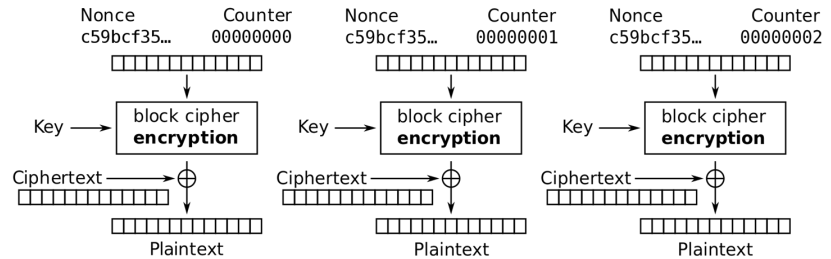 Nonce Counter
c59bcf35… 00000000
Key
block cipher
encryption
Ciphertext
Plaintext
Nonce Counter
c59bcf35… 00000001
Key
block cipher
encryption
Ciphertext
Plaintext
Nonce Counter
c59bcf35… 00000002
Key
block cipher
encryption
Ciphertext
Plaintext